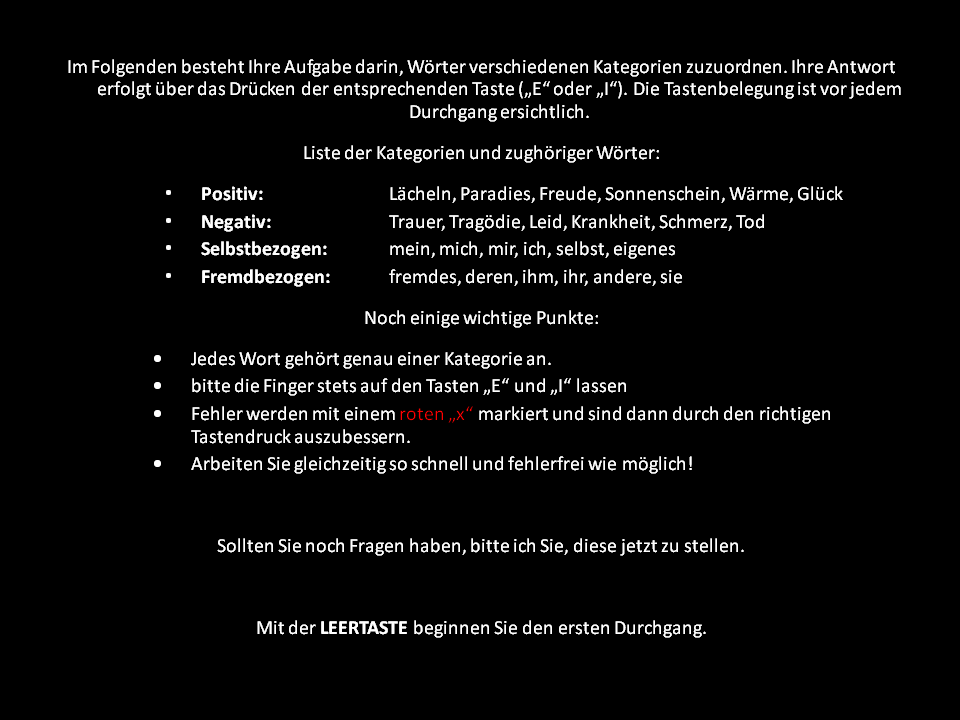 Im Folgenden besteht Ihre Aufgabe darin, Wörter verschiedenen Kategorien zuzuordnen. Ihre Antwort
erfolgt über das Drücken der entsprechenden Taste („E“ oder „I“). Die Tastenbelegung ist vor jedem
Durchgang ersichtlich.
Liste der Kategorien und zughöriger Wörter:
• Positiv: Lächeln, Paradies, Freude, Sonnenschein, Wärme, Glück
• Negativ: Trauer, Tragödie, Leid, Krankheit, Schmerz, Tod
• Selbstbezogen: mein, mich, mir, ich, selbst, eigenes
• Fremdbezogen: fremdes, deren, ihm, ihr, andere, sie
Noch einige wichtige Punkte:
• Jedes Wort gehört genau einer Kategorie an.
• bitte die Finger stets auf den Tasten „E“ und „I“ lassen
• Fehler werden mit einem roten „x“ markiert und sind dann durch den richtigen
Tastendruck auszubessern.
• Arbeiten Sie gleichzeitig so schnell und fehlerfrei wie möglich!
Sollten Sie noch Fragen haben, bitte ich Sie, diese jetzt zu stellen.
Mit der LEERTASTE beginnen Sie den ersten Durchgang.